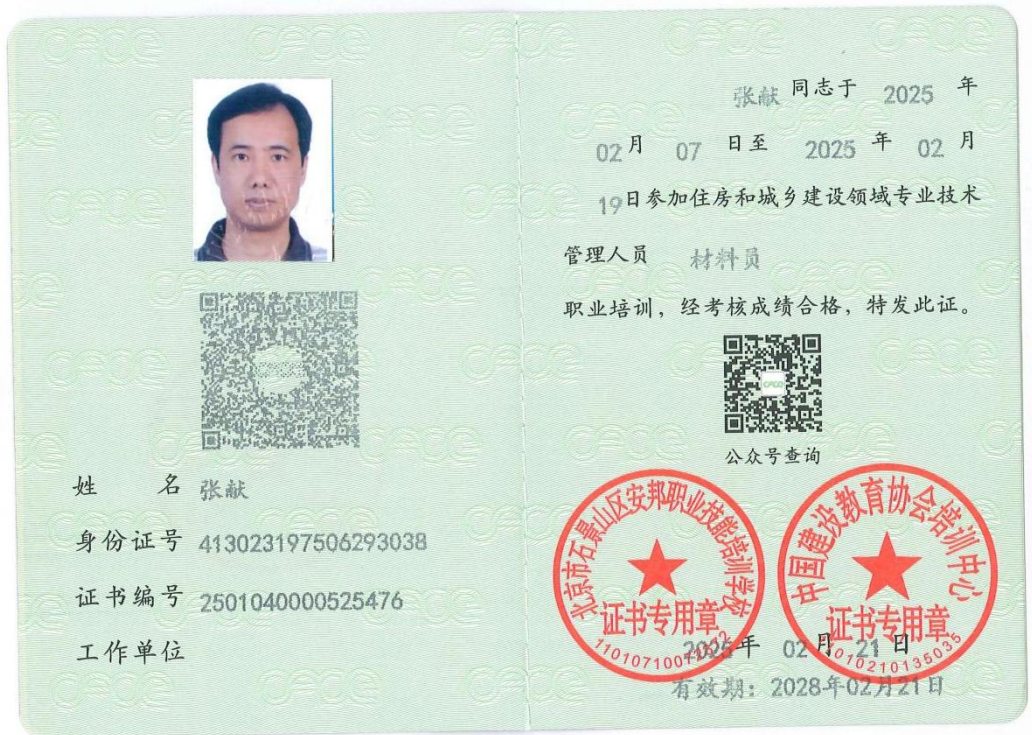 姓 名 张献
身份证号 413023197506293038
证书编号 2501040000525476
工作单位
张献 同志于 2025 年
02月 07 日至 2025 年 02 月
19日参加住房和城乡建设领域专业技术
管理人员 材料员
职业培训，经考核成绩合格，特发此证。
公众号查询
北京市石景山区安邦职业技能培训学校
证书专用章
中国建设教育协会培训中心
证书专用章
11010210135035
2025年 02月 21日
有效期：2028年02月21日